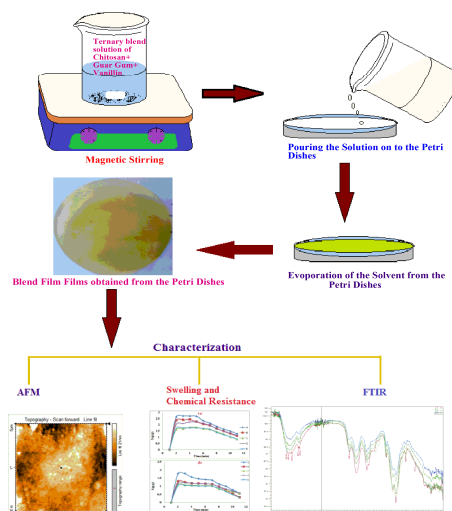 Ternary blend
solution of
Chitosan+
Guar Gum+
Vanillin
Magnetic Stirring
Pouring the Solution on to the Petri
Dishes
Evaporation of the Solvent from the
Petri Dishes
Blend Film Films obtained from the Petri Dishes
Characterization
AFM
Swelling and
Chemical Resistance
FTIR
Topography - Scan forward Line fit
Topography range